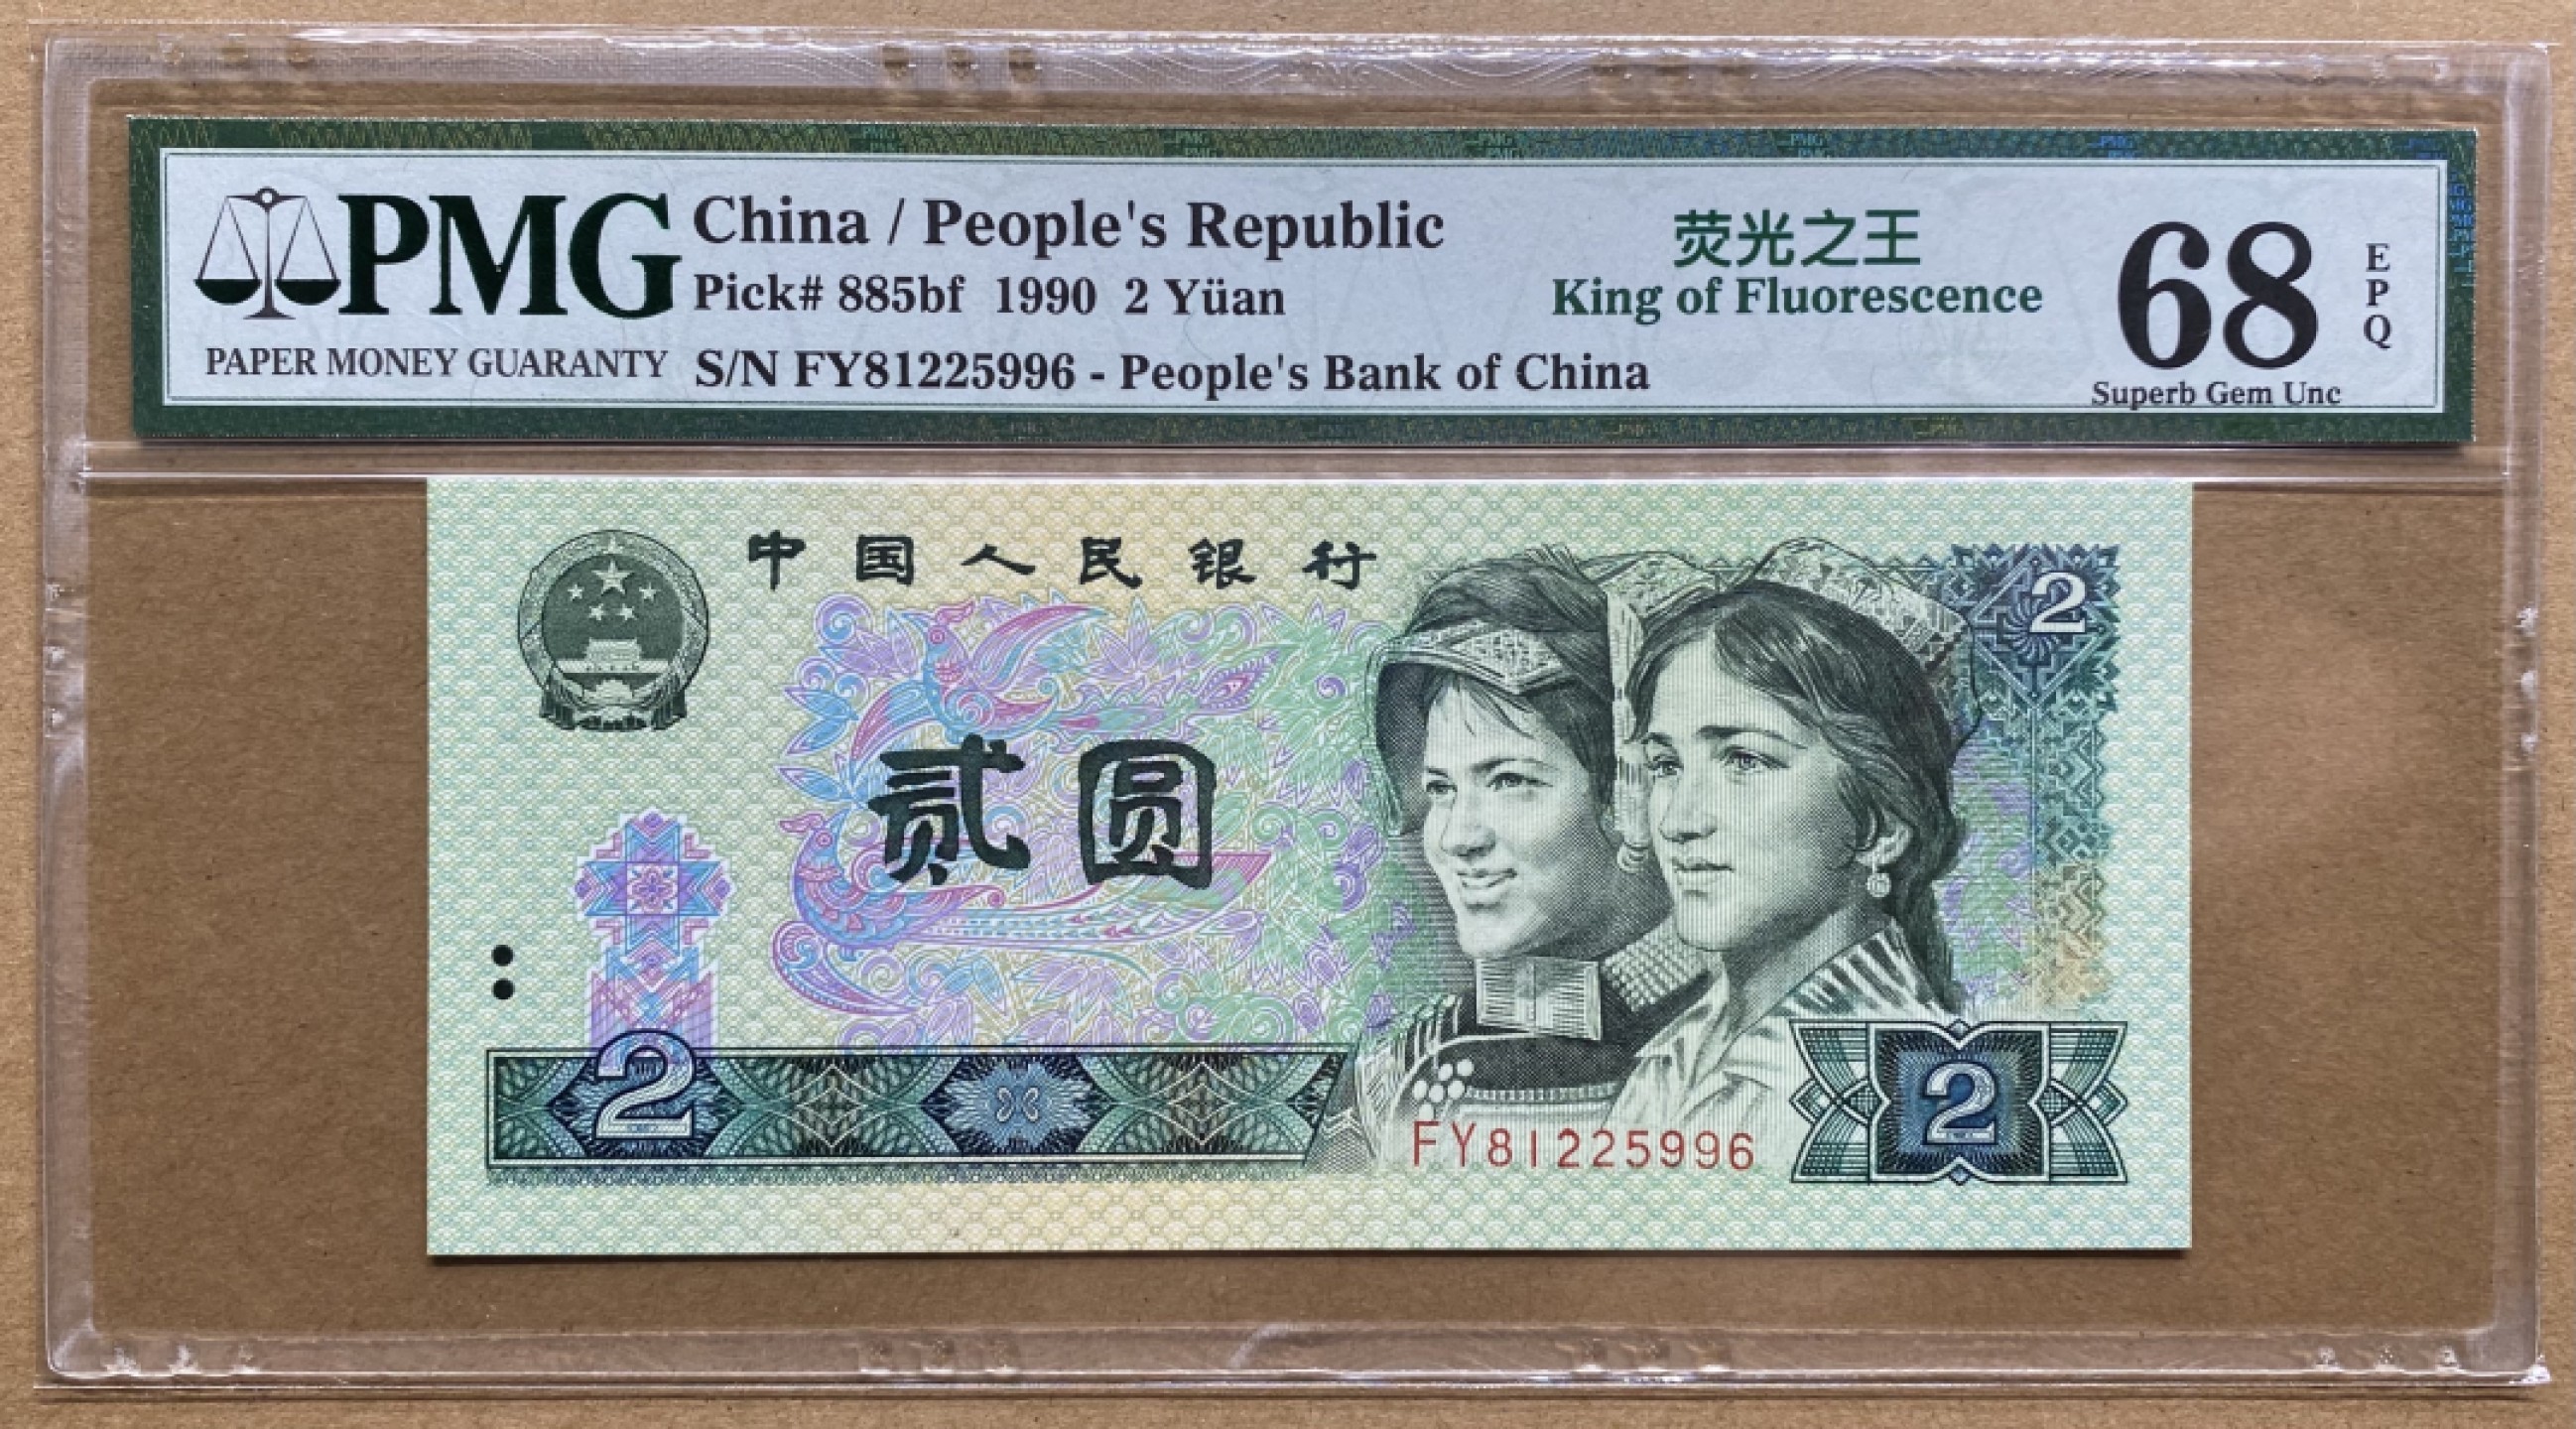 PMG
PAPER MONEY GUARANTY
China / People's Republic
Pick# 885bf 1990 2 Yüan
S/N FY81225996 - People's Bank of China
荧光之王
King of Fluorescence
68
EPQ
Superb Gem Unc
中国人民银行
2
贰圆
2
2
FY81225996